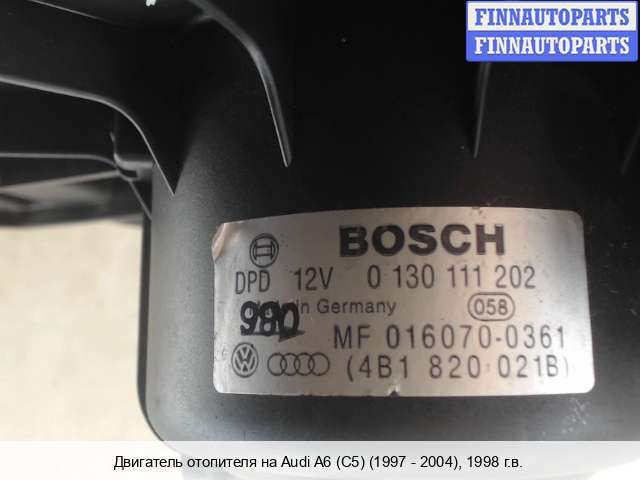 FINNAUTOPARTS
FINNAUTOPARTS
BOSCH
DPD 12V 0 130 111 202
in Germany 058
980 MF 016070-0361
(4B1 820 021B)
Двигатель отопителя на Audi A6 (C5) (1997 - 2004), 1998 г.в.